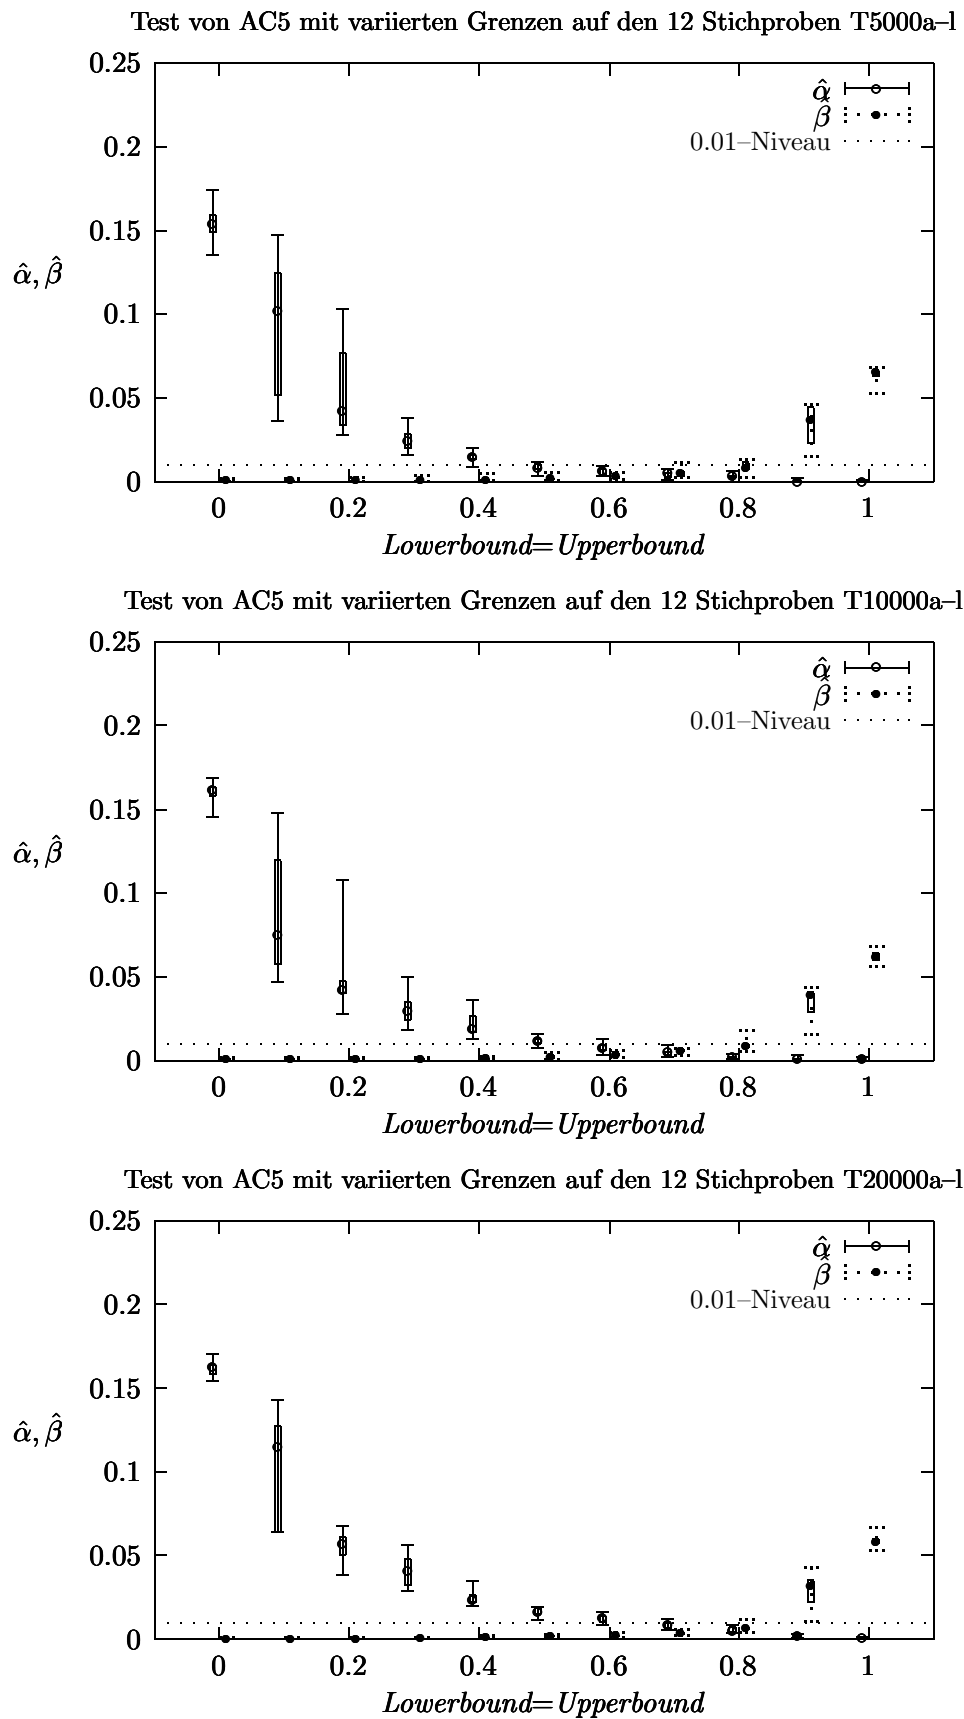 Test von AC5 mit variierten Grenzen auf den 12 Stichproben T5000a–l
0.25
α̂
β̂
0.01–Niveau
0.2
0.15
α̂, β̂
0.1
0.05
0
0 0.2 0.4 0.6 0.8 1
Lowerbound=Upperbound
Test von AC5 mit variierten Grenzen auf den 12 Stichproben T10000a–l
0.25
α̂
β̂
0.01–Niveau
0.2
0.15
α̂, β̂
0.1
0.05
0
0 0.2 0.4 0.6 0.8 1
Lowerbound=Upperbound
Test von AC5 mit variierten Grenzen auf den 12 Stichproben T20000a–l
0.25
α̂
β̂
0.01–Niveau
0.2
0.15
α̂, β̂
0.1
0.05
0
0 0.2 0.4 0.6 0.8 1
Lowerbound=Upperbound